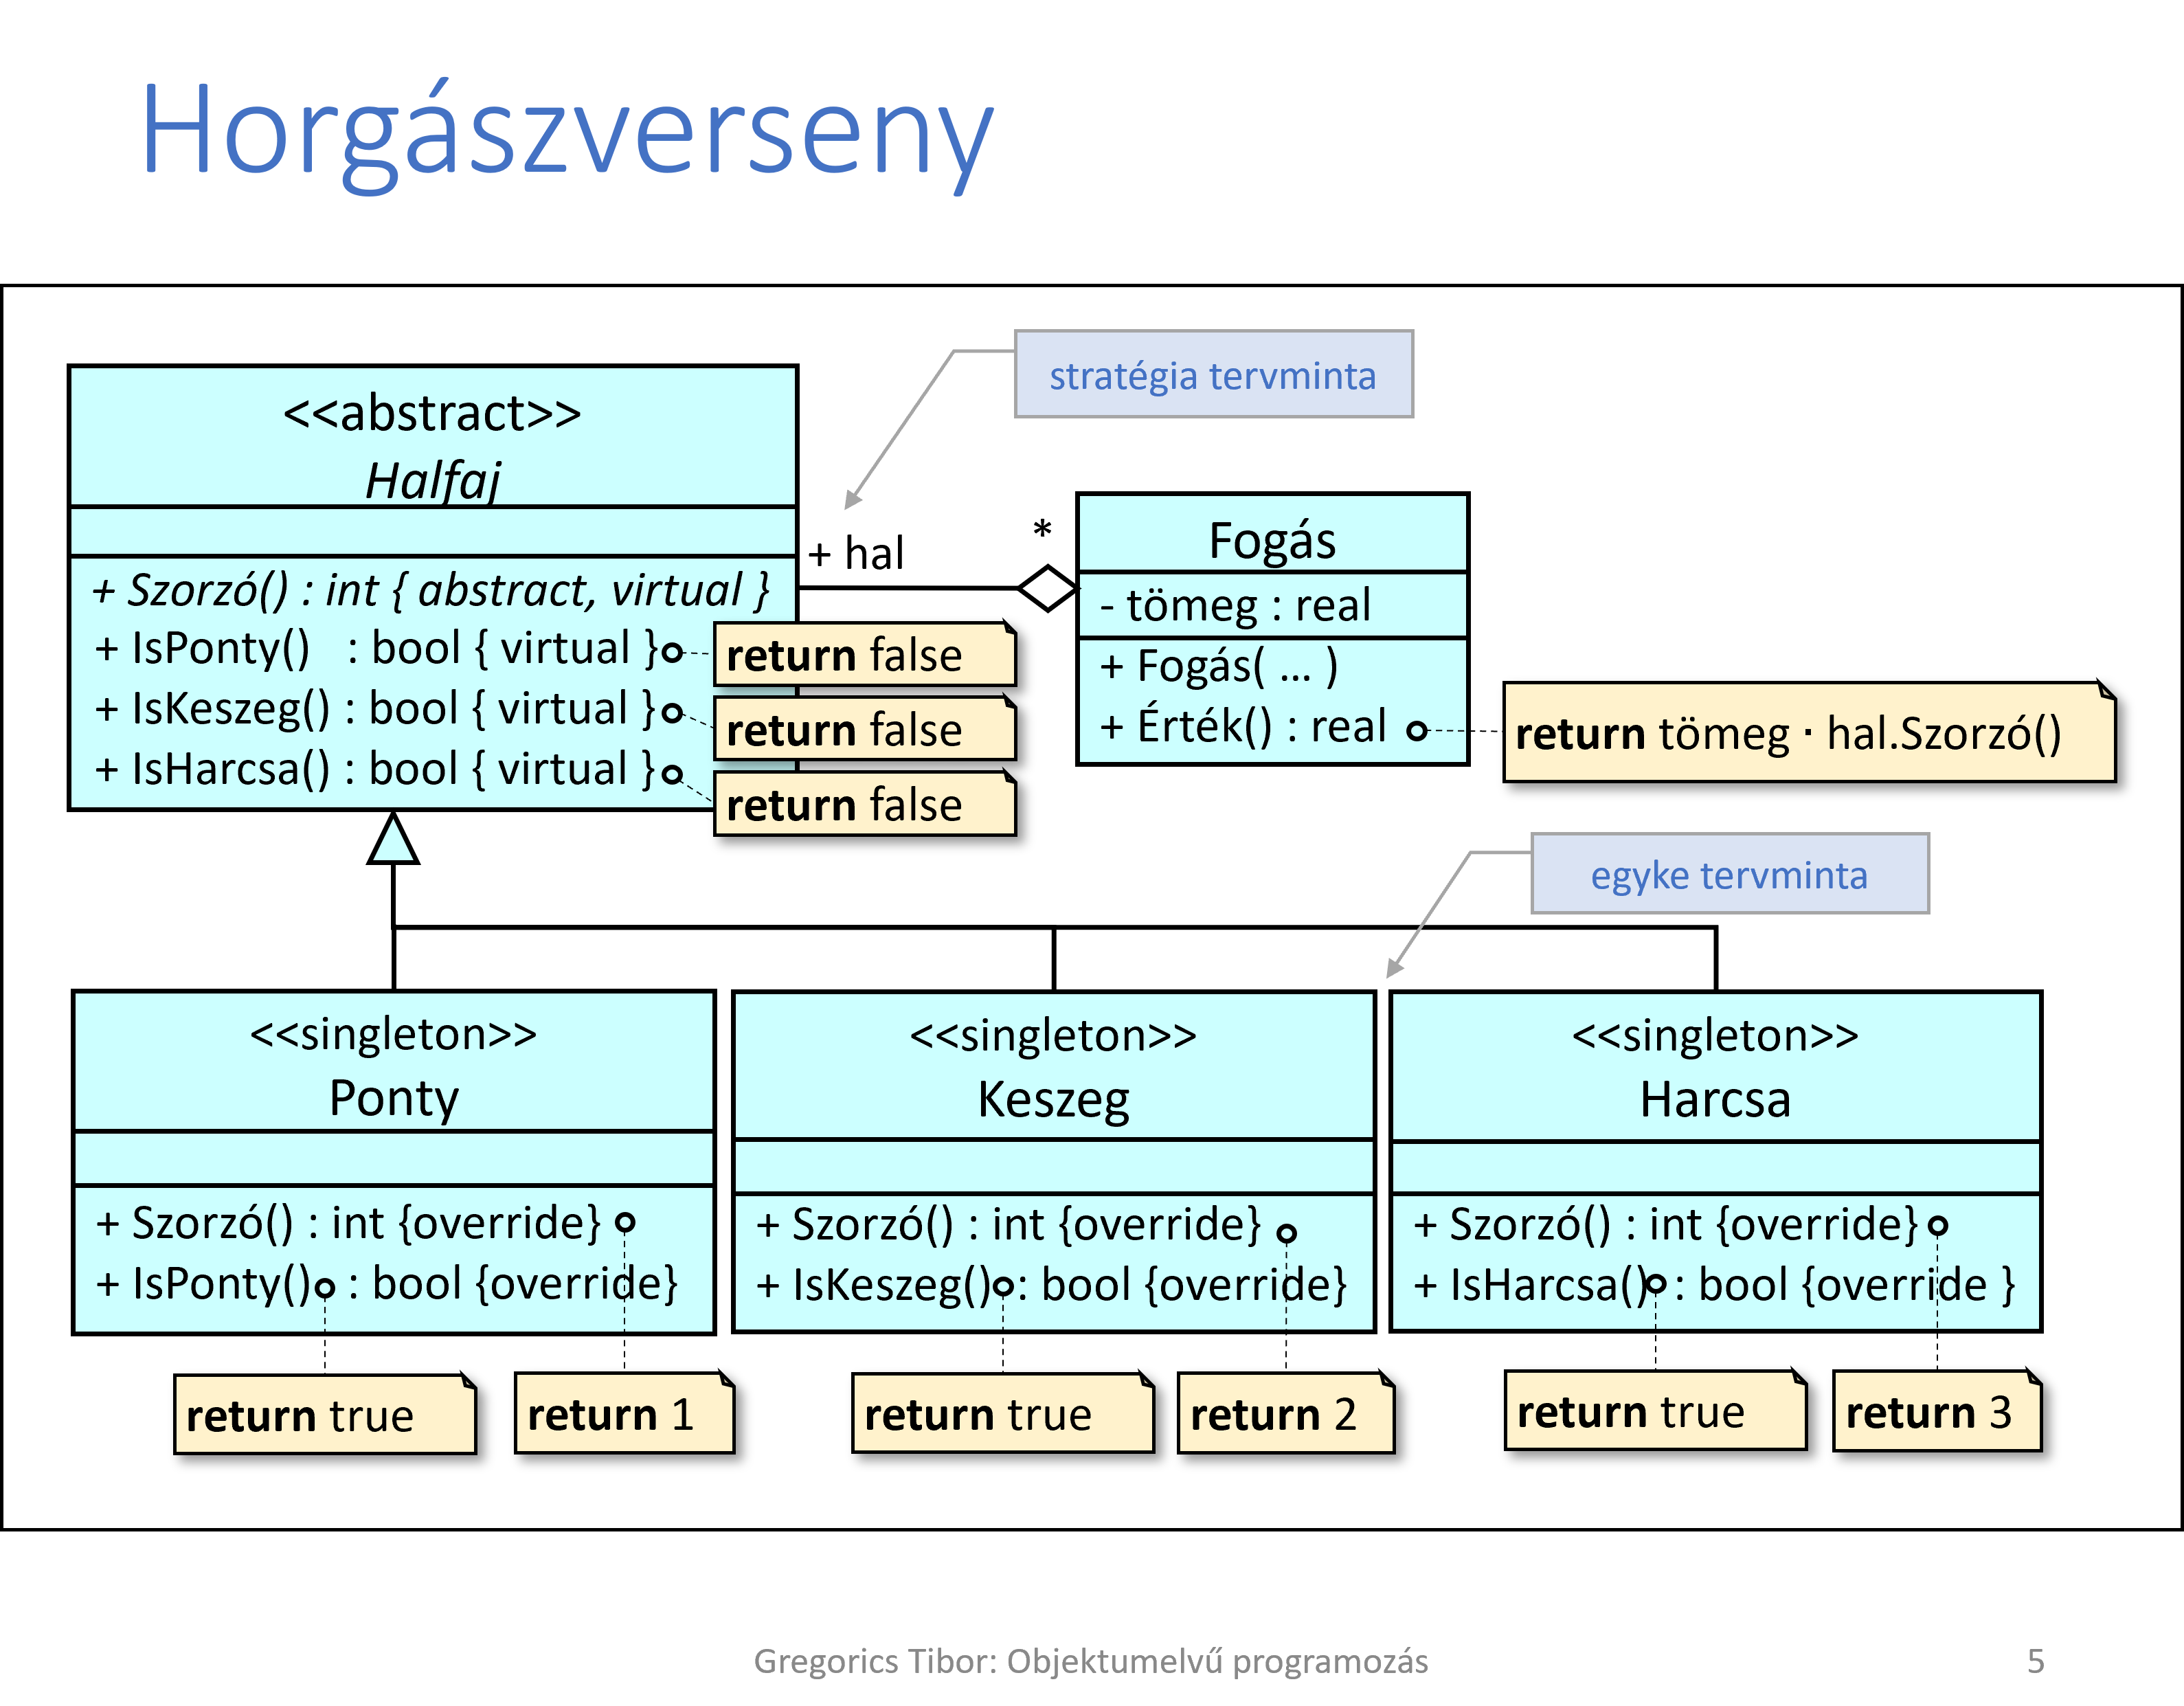 Horgászverseny
stratégia tervminta
<<abstract>>
Halfaj
+ Szorzó() : int { abstract, virtual }
+ IsPonty() : bool { virtual }
return false
+ IsKeszeg() : bool { virtual }
return false
+ IsHarcsa() : bool { virtual }
return false
+ hal
*
Fogás
- tömeg : real
+ Fogás( ... )
+ Érték() : real
return tömeg · hal.Szorzó()
egyke tervminta
<<singleton>>
Ponty
+ Szorzó() : int {override}
+ IsPonty() : bool {override}
return true
return 1
<<singleton>>
Keszeg
+ Szorzó() : int {override}
+ IsKeszeg() : bool {override}
return true
return 2
<<singleton>>
Harcsa
+ Szorzó() : int {override}
+ IsHarcsa() : bool {override }
return true
return 3
Gregorics Tibor: Objektumelvű programozás
5